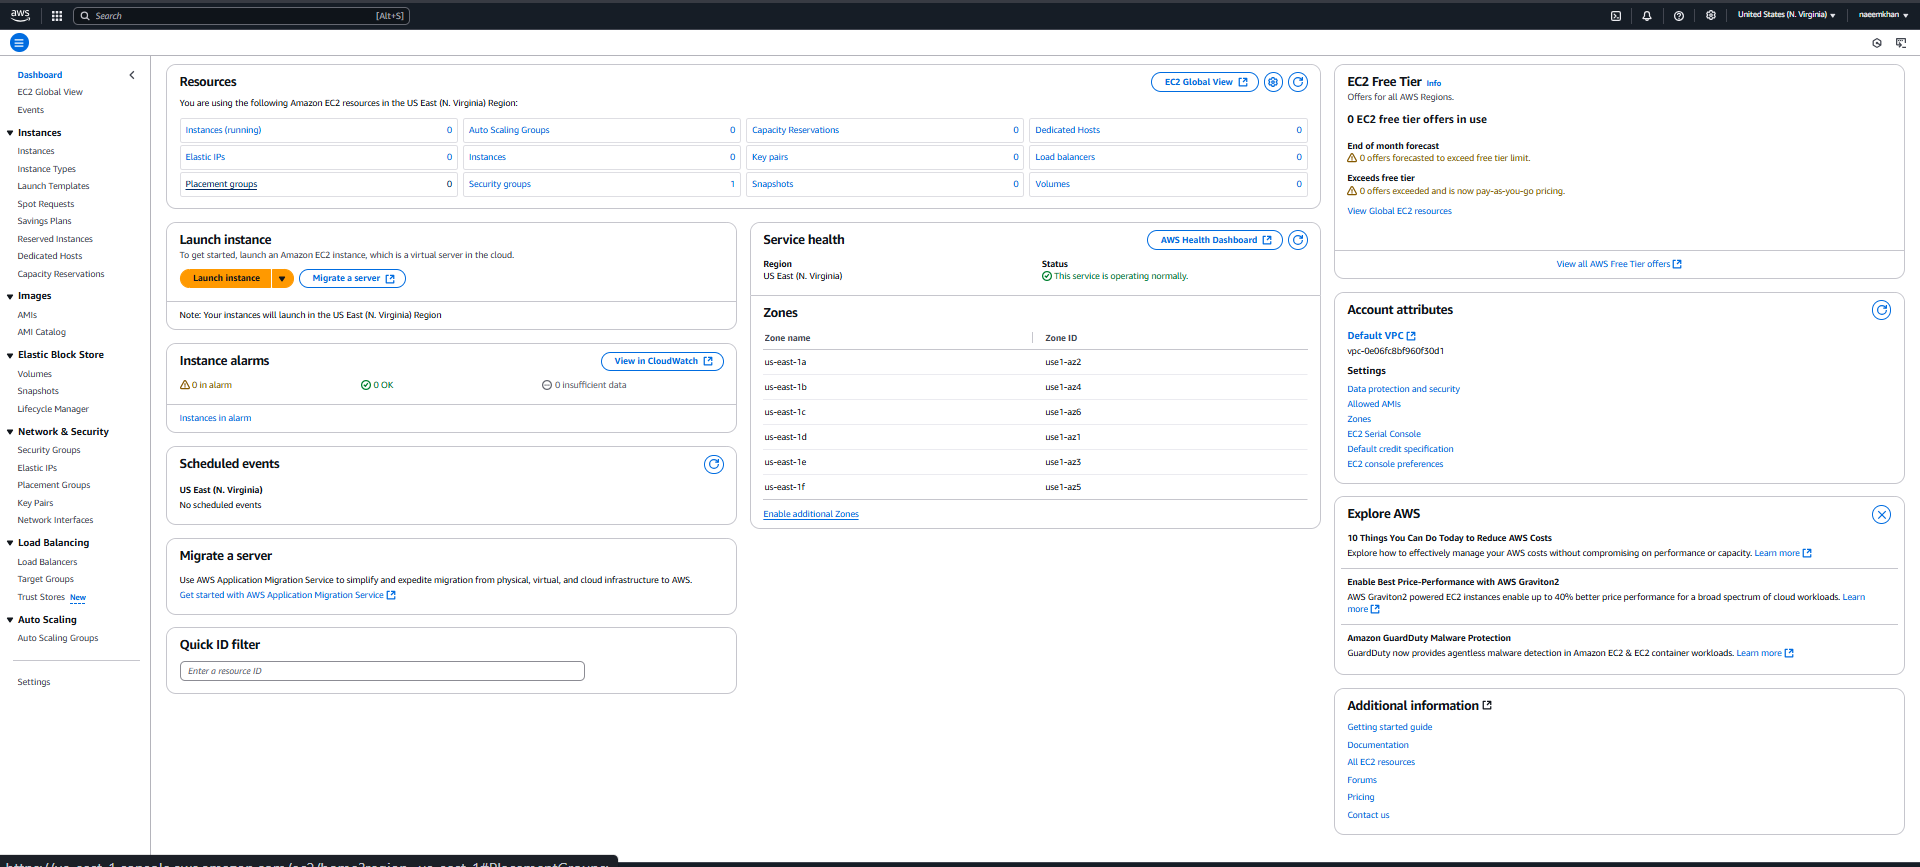 aws
Search [Alt+S]
United States (N. Virginia)
naeemkhan
Dashboard
EC2 Global View
Events
Instances
Instances
Instance Types
Launch Templates
Spot Requests
Savings Plans
Reserved Instances
Dedicated Hosts
Capacity Reservations
Images
AMIs
AMI Catalog
Elastic Block Store
Volumes
Snapshots
Lifecycle Manager
Network & Security
Security Groups
Elastic IPs
Placement Groups
Key Pairs
Network Interfaces
Load Balancing
Load Balancers
Target Groups
Trust Stores New
Auto Scaling
Auto Scaling Groups
Settings
Resources
EC2 Global View
You are using the following Amazon EC2 resources in the US East (N. Virginia) Region:
Instances (running) 0
Auto Scaling Groups 0
Capacity Reservations 0
Dedicated Hosts 0
Elastic IPs 0
Instances 0
Key pairs 0
Load balancers 0
Placement groups 0
Security groups 1
Snapshots 0
Volumes 0
Launch instance
To get started, launch an Amazon EC2 instance, which is a virtual server in the cloud.
Launch instance
Migrate a server
Note: Your instances will launch in the US East (N. Virginia) Region
Instance alarms
View in CloudWatch
0 in alarm
0 OK
0 insufficient data
Instances in alarm
Scheduled events
US East (N. Virginia)
No scheduled events
Migrate a server
Use AWS Application Migration Service to simplify and expedite migration from physical, virtual, and cloud infrastructure to AWS.
Get started with AWS Application Migration Service
Quick ID filter
Enter a resource ID
Service health
AWS Health Dashboard
Region
US East (N. Virginia)
Status
This service is operating normally.
Zones
Zone name Zone ID
us-east-1a use1-az2
us-east-1b use1-az4
us-east-1c use1-az6
us-east-1d use1-az1
us-east-1e use1-az3
us-east-1f use1-az5
Enable additional Zones
EC2 Free Tier Info
Offers for all AWS Regions.
0 EC2 free tier offers in use
End of month forecast
0 offers forecasted to exceed free tier limit.
Exceeds free tier
0 offers exceeded and is now pay-as-you-go pricing.
View Global EC2 resources
View all AWS Free Tier offers
Account attributes
Default VPC
vpc-0e06fc8bf960f30d1
Settings
Data protection and security
Allowed AMIs
Zones
EC2 Serial Console
Default credit specification
EC2 console preferences
Explore AWS
10 Things You Can Do Today to Reduce AWS Costs
Explore how to effectively manage your AWS costs without compromising on performance or capacity. Learn more
Enable Best Price-Performance with AWS Graviton2
AWS Graviton2 powered EC2 instances enable up to 40% better price performance for a broad spectrum of cloud workloads. Learn
more
Amazon GuardDuty Malware Protection
GuardDuty now provides agentless malware detection in Amazon EC2 & EC2 container workloads. Learn more
Additional information
Getting started guide
Documentation
All EC2 resources
Forums
Pricing
Contact us